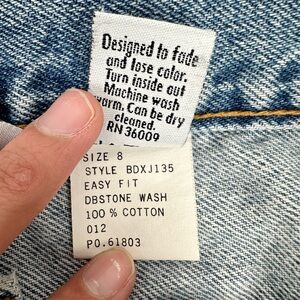 Designed to fade
and lose color.
Turn inside out
Machine wash
warm. Can be dry
cleaned.
RN 36009
SIZE 8
STYLE BDXJ135
EASY FIT
DBSTONE WASH
100 % COTTON
012
PO.61803